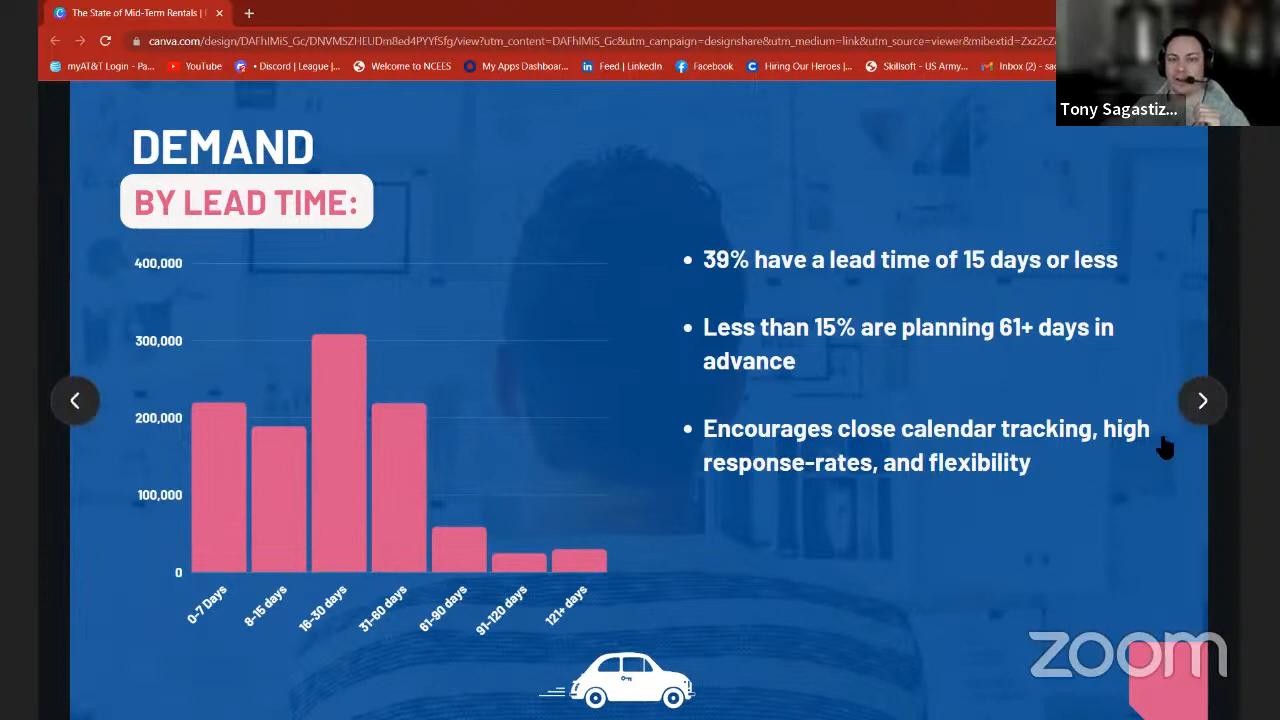 The State of Mid-Term Rentals |
canva.com/design/DAFhIMiS_Gc/DNVMSZHEUDm8ed4PYYfSfg/view?utm_content=DAFhIMiS_Gc&utm_campaign=designshare&utm_medium=link&utm_source=viewer&mibextid=Zxz2cZ
myAT&T Login - Pa... YouTube • Discord | League |... Welcome to NCEES My Apps Dashboar... Feed | LinkedIn Facebook Hiring Our Heroes |... Skillsoft - US Army... Inbox (2) - sa
Tony Sagastiz...
DEMAND
BY LEAD TIME:
400,000
300,000
200,000
100,000
0
0-7 Days
8-15 days
16-30 days
31-60 days
61-90 days
91-120 days
121+ days
• 39% have a lead time of 15 days or less
• Less than 15% are planning 61+ days in
advance
• Encourages close calendar tracking, high
response-rates, and flexibility
zoom